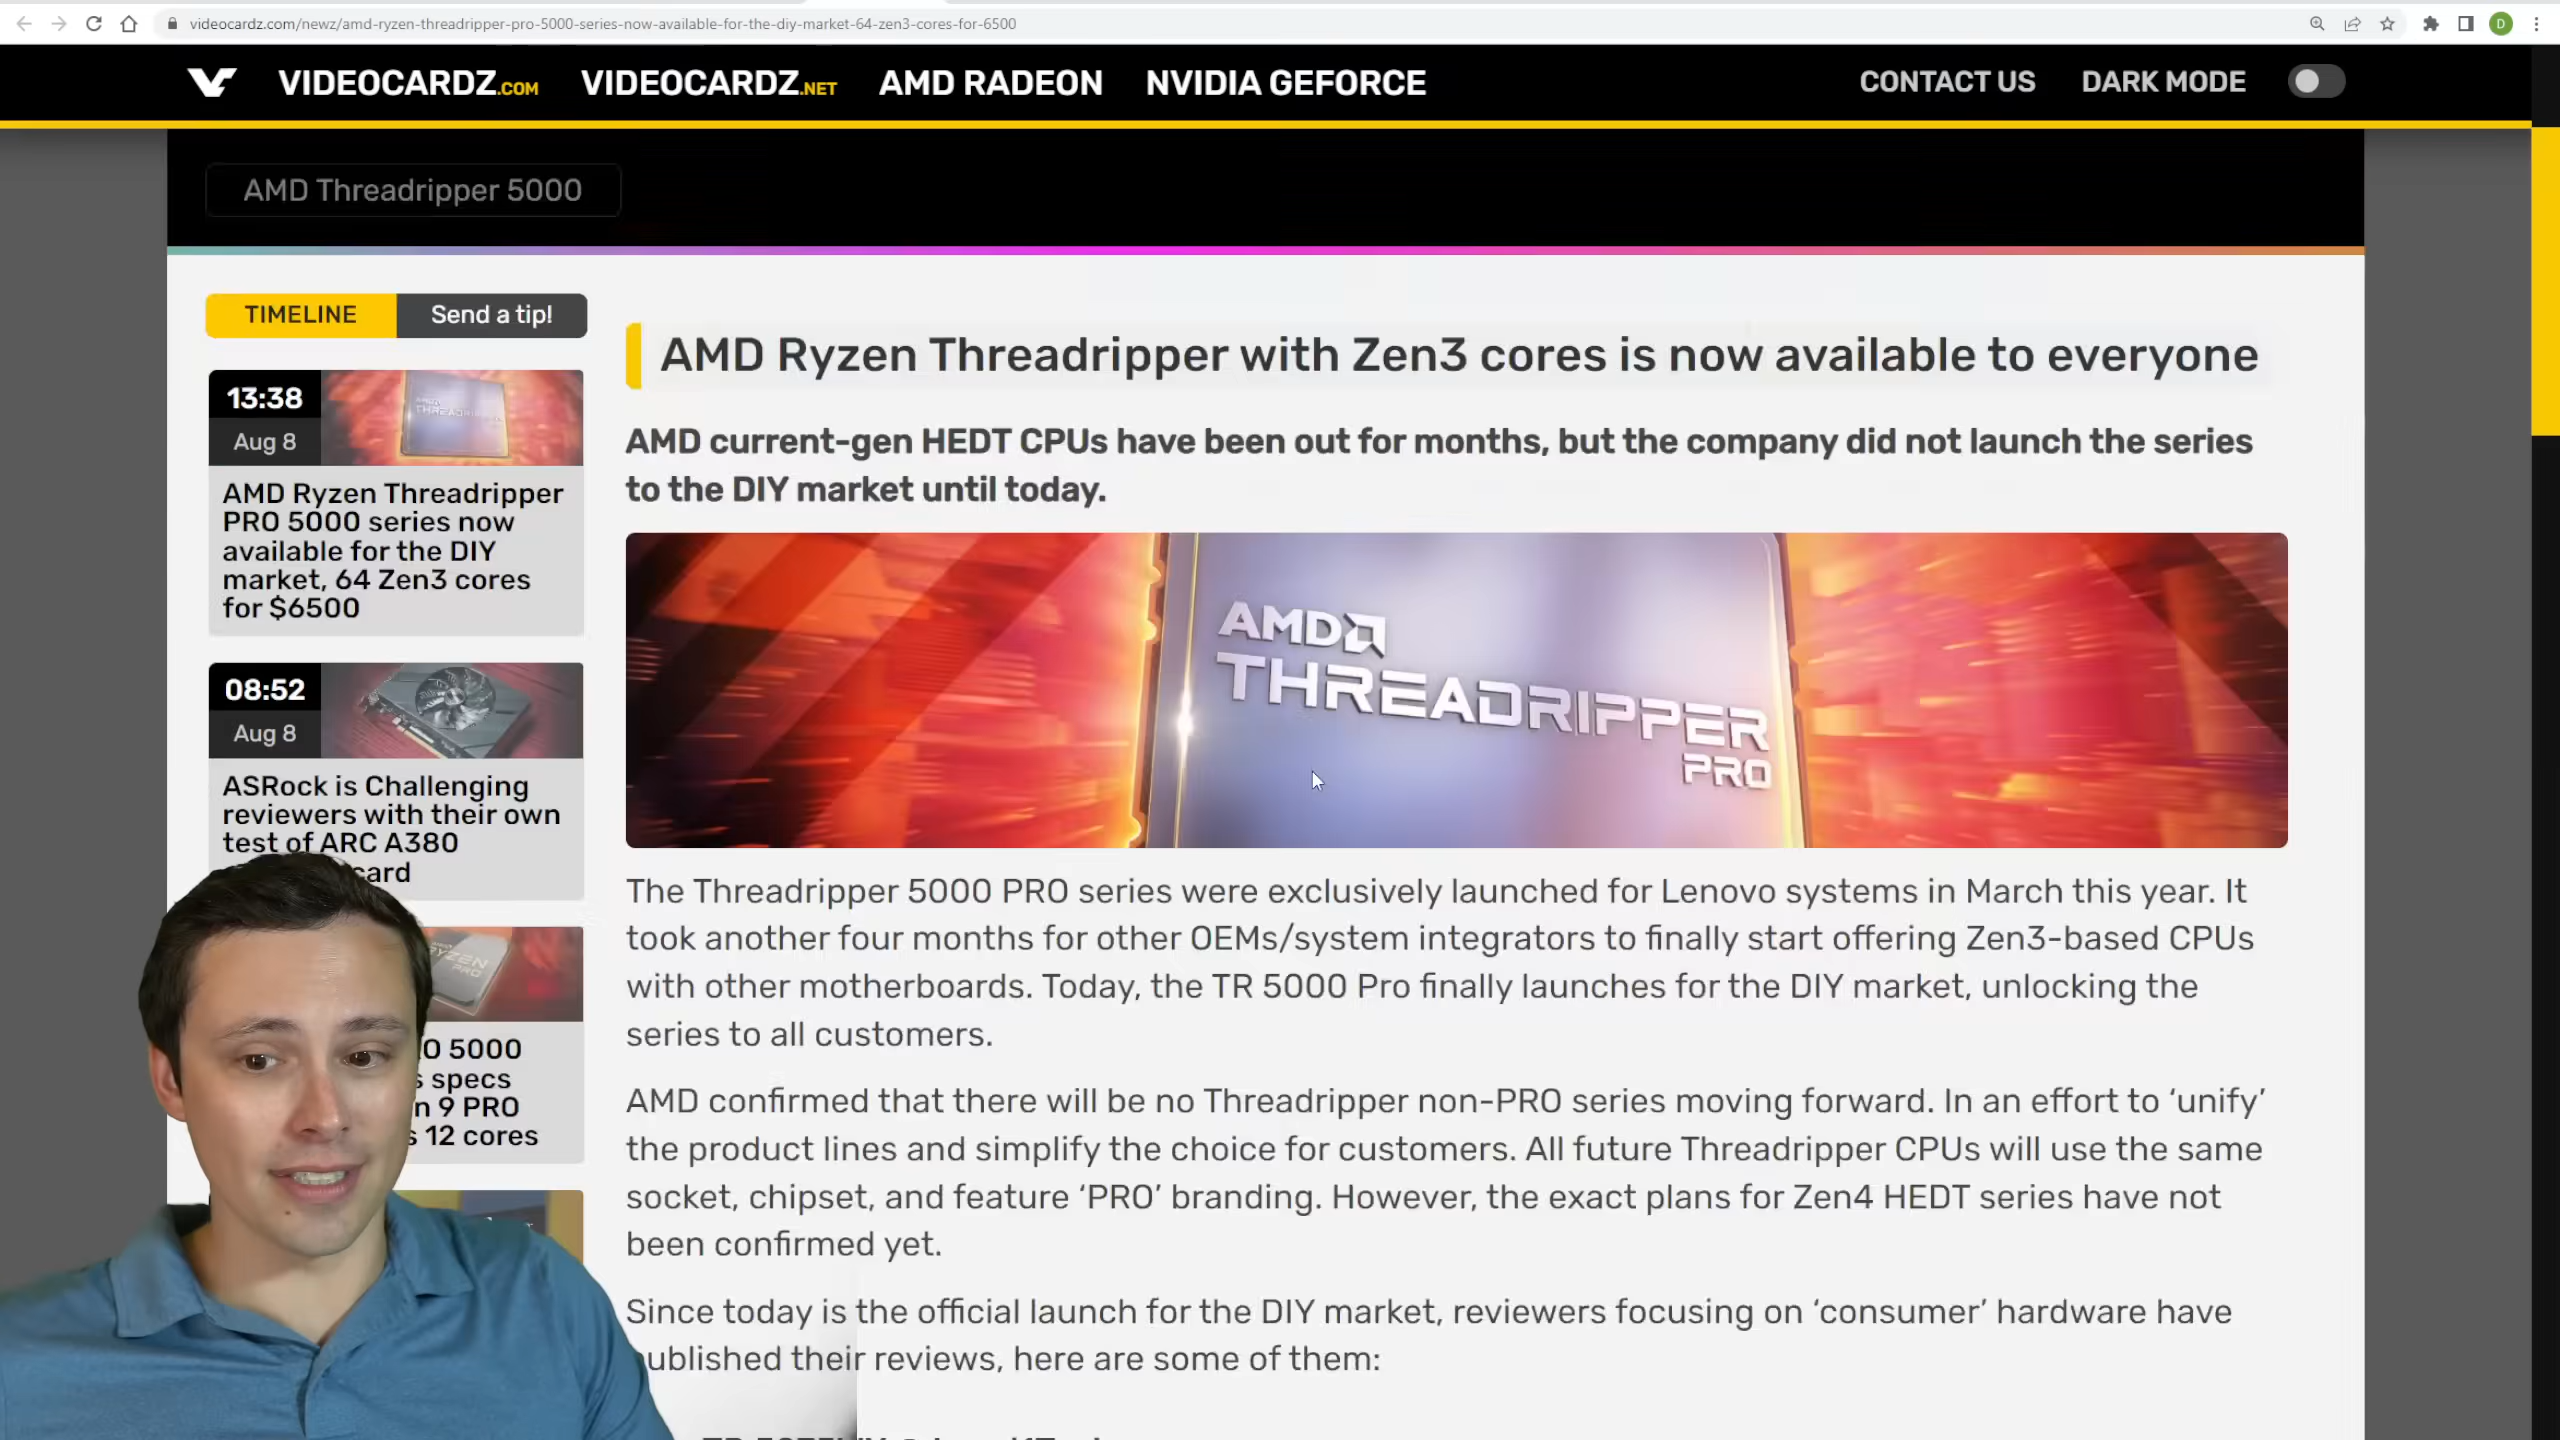 videocardz.com/newz/amd-ryzen-threadripper-pro-5000-series-now-available-for-the-diy-market-64-zen3-cores-for-6500
D
VIDEOCARDZ.COM VIDEOCARDZ.NET AMD RADEON NVIDIA GEFORCE CONTACT US DARK MODE
AMD Threadripper 5000
TIMELINE Send a tip!
13:38
Aug 8
AMD Ryzen Threadripper
PRO 5000 series now
available for the DIY
market, 64 Zen3 cores
for $6500
08:52
Aug 8
ASRock is Challenging
reviewers with their own
test of ARC A380
card
RYZEN
PRO
5000
specs
9 PRO
12 cores
AMD Ryzen Threadripper with Zen3 cores is now available to everyone
AMD current-gen HEDT CPUs have been out for months, but the company did not launch the series
to the DIY market until today.
AMD
THREADRIPPER
PRO
The Threadripper 5000 PRO series were exclusively launched for Lenovo systems in March this year. It
took another four months for other OEMs/system integrators to finally start offering Zen3-based CPUs
with other motherboards. Today, the TR 5000 Pro finally launches for the DIY market, unlocking the
series to all customers.
AMD confirmed that there will be no Threadripper non-PRO series moving forward. In an effort to ‘unify’
the product lines and simplify the choice for customers. All future Threadripper CPUs will use the same
socket, chipset, and feature ‘PRO’ branding. However, the exact plans for Zen4 HEDT series have not
been confirmed yet.
Since today is the official launch for the DIY market, reviewers focusing on ‘consumer’ hardware have
published their reviews, here are some of them: